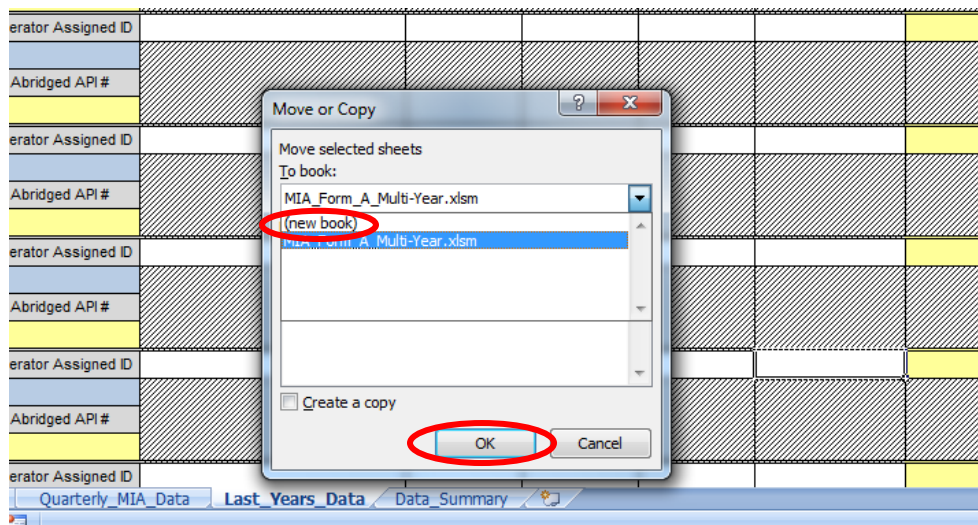 erator Assigned ID
Abridged API #
erator Assigned ID
Abridged API #
erator Assigned ID
Abridged API #
erator Assigned ID
Abridged API #
erator Assigned ID
Move or Copy
Move selected sheets
To book:
MIA_Form_A_Multi-Year.xlsm
(new book)
MIA_Form_A_Multi-Year.xlsm
Create a copy
OK Cancel
Quarterly_MIA_Data Last_Years_Data Data_Summary